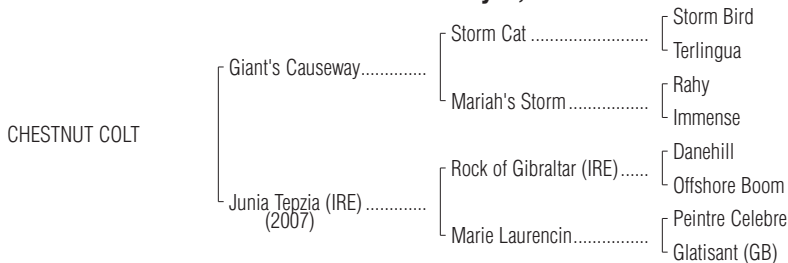 Storm Bird
Storm Cat ........................
Terlingua
Giant's Causeway..............
Rahy
Mariah's Storm ................
Immense
CHESTNUT COLT
Danehill
Rock of Gibraltar (IRE)......
Offshore Boom
Junia Tepzia (IRE) .............
(2007)
Peintre Celebre
Marie Laurencin................
Glatisant (GB)